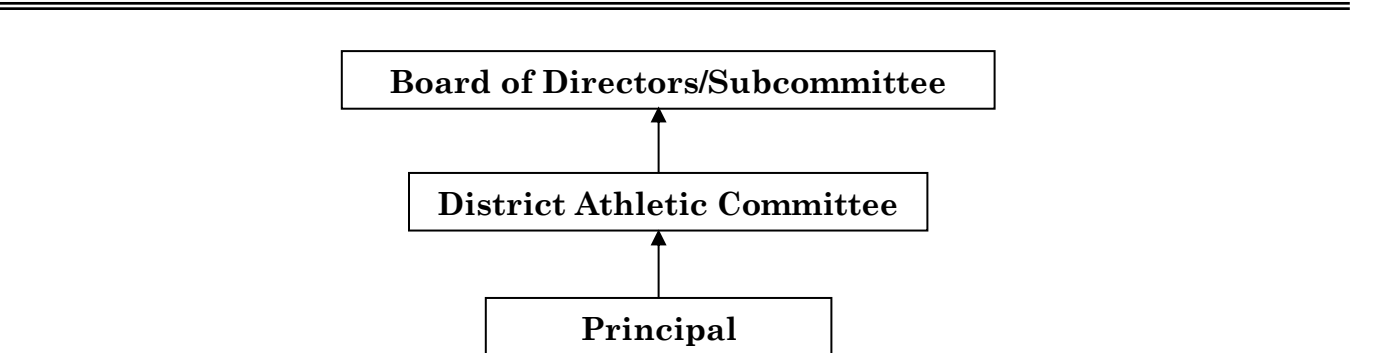 Board of Directors/Subcommittee
District Athletic Committee
Principal